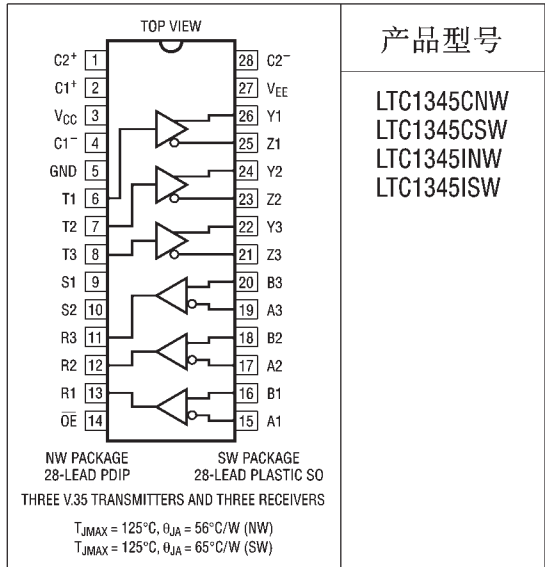 TOP VIEW
C2+ 1 28 C2−
C1+ 2 27 VEE
VCC 3 26 Y1
C1− 4 25 Z1
GND 5 24 Y2
T1 6 23 Z2
T2 7 22 Y3
T3 8 21 Z3
S1 9 20 B3
S2 10 19 A3
R3 11 18 B2
R2 12 17 A2
R1 13 16 B1
O̅E̅ 14 15 A1
NW PACKAGE
28-LEAD PDIP
SW PACKAGE
28-LEAD PLASTIC SO
THREE V.35 TRANSMITTERS AND THREE RECEIVERS
TJMAX = 125°C, θJA = 56°C/W (NW)
TJMAX = 125°C, θJA = 65°C/W (SW)
产品型号
LTC1345CNW
LTC1345CSW
LTC1345INW
LTC1345ISW